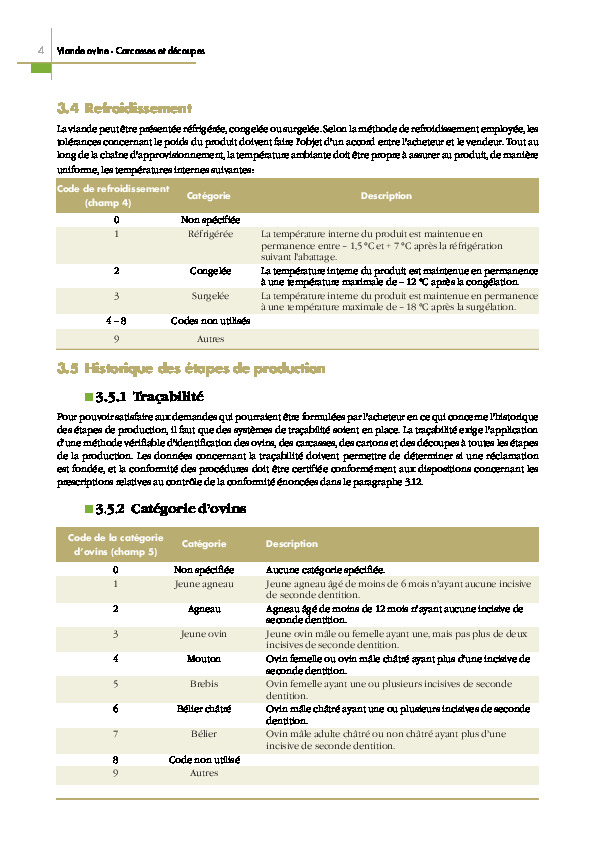 4 Viande ovine - Carcasses et découpes
3.4 Refroidissement
La viande peut être présentée réfrigérée, congelée ou surgelée. Selon la méthode de refroidissement employée, les
tolérances concernant le poids du produit doivent faire l'objet d'un accord entre l'acheteur et le vendeur. Tout au
long de la chaîne d'approvisionnement, la température ambiante doit être propre à assurer au produit, de manière
uniforme, les températures internes suivantes :
Code de refroidissement
(champ 4)
Catégorie
Description
0 Non spécifiée
1 Réfrigérée La température interne du produit est maintenue en
permanence entre – 1,5 °C et + 7 °C après la réfrigération
suivant l'abattage.
2 Congelée La température interne du produit est maintenue en permanence
à une température maximale de – 12 °C après la congélation.
3 Surgelée La température interne du produit est maintenue en permanence
à une température maximale de – 18 °C après la surgélation.
4 – 8 Codes non utilisés
9 Autres
3.5 Historique des étapes de production
3.5.1 Traçabilité
Pour pouvoir satisfaire aux demandes qui pourraient être formulées par l'acheteur en ce qui concerne l'historique
des étapes de production, il faut que des systèmes de traçabilité soient en place. La traçabilité exige l'application
d'une méthode vérifiable d'identification des ovins, des carcasses, des cartons et des découpes à toutes les étapes
de la production. Les données concernant la traçabilité doivent permettre de déterminer si une réclamation
est fondée, et la conformité des procédures doit être certifiée conformément aux dispositions concernant les
prescriptions relatives au contrôle de la conformité énoncées dans le paragraphe 3.12.
3.5.2 Catégorie d'ovins
Code de la catégorie
d'ovins (champ 5)
Catégorie
Description
0 Non spécifiée Aucune catégorie spécifiée.
1 Jeune agneau Jeune agneau âgé de moins de 6 mois n'ayant aucune incisive
de seconde dentition.
2 Agneau Agneau âgé de moins de 12 mois n'ayant aucune incisive de
seconde dentition.
3 Jeune ovin Jeune ovin mâle ou femelle ayant une, mais pas plus de deux
incisives de seconde dentition.
4 Mouton Ovin femelle ou ovin mâle châtré ayant plus d'une incisive de
seconde dentition.
5 Brebis Ovin femelle ayant une ou plusieurs incisives de seconde
dentition.
6 Bélier châtré Ovin mâle châtré ayant une ou plusieurs incisives de seconde
dentition.
7 Bélier Ovin mâle adulte châtré ou non châtré ayant plus d'une
incisive de seconde dentition.
8 Code non utilisé
9 Autres